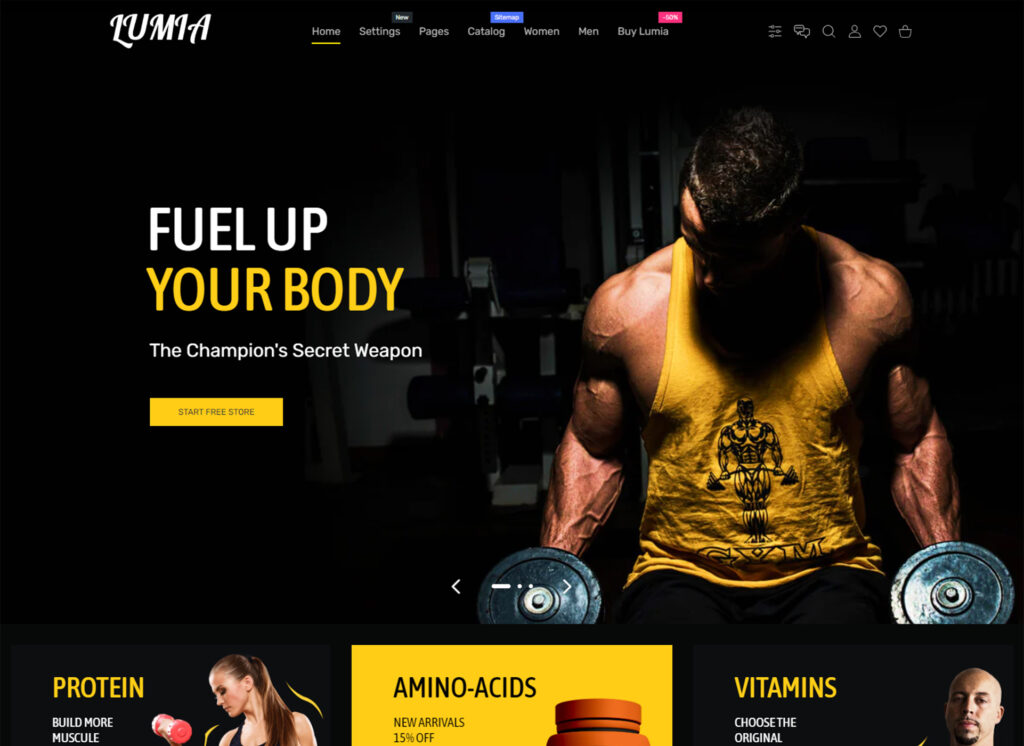 LUMIA
New
Sitemap
-50%
Home Settings Pages Catalog Women Men Buy Lumia
FUEL UP
YOUR BODY
The Champion's Secret Weapon
START FREE STORE
GYM
PROTEIN
BUILD MORE
MUSCULE
AMINO-ACIDS
NEW ARRIVALS
15% OFF
VITAMINS
CHOOSE THE
ORIGINAL